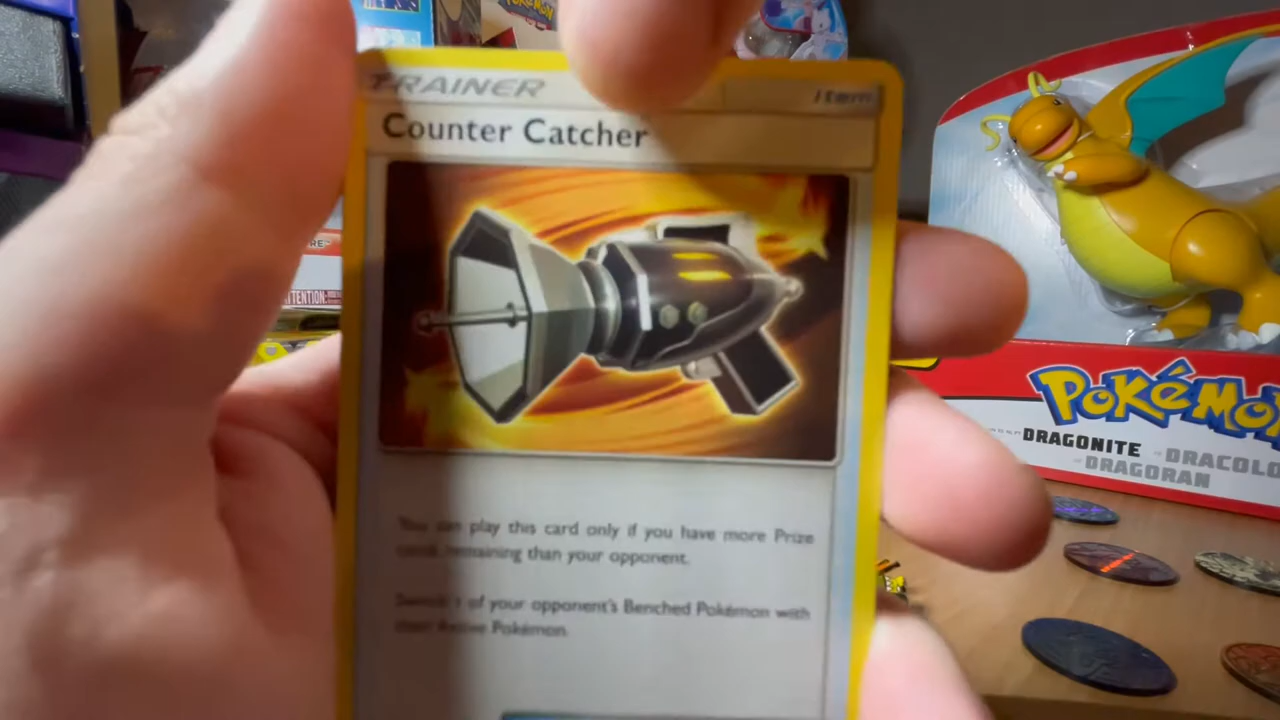 POKÉMON
TRAINER
Item
Counter Catcher
You can play this card only if you have more Prize
cards remaining than your opponent.
Switch 1 of your opponent's Benched Pokémon with
their Active Pokémon.
ATTENTION:
POKÉMO
DRAGONITE
DRACOLO
DRAGORAN